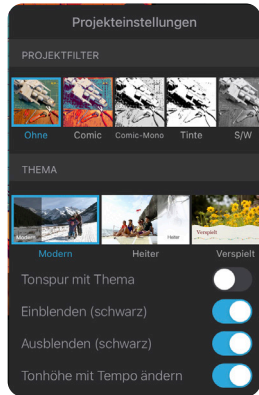 Projekteinstellungen
PROJEKTFILTER
Ohne Comic Comic-Mono Tinte S/W
THEMA
Modern Heiter Verspielt
Modern Heiter Verspielt
Tonspur mit Thema
Einblenden (schwarz)
Ausblenden (schwarz)
Tonhöhe mit Tempo ändern